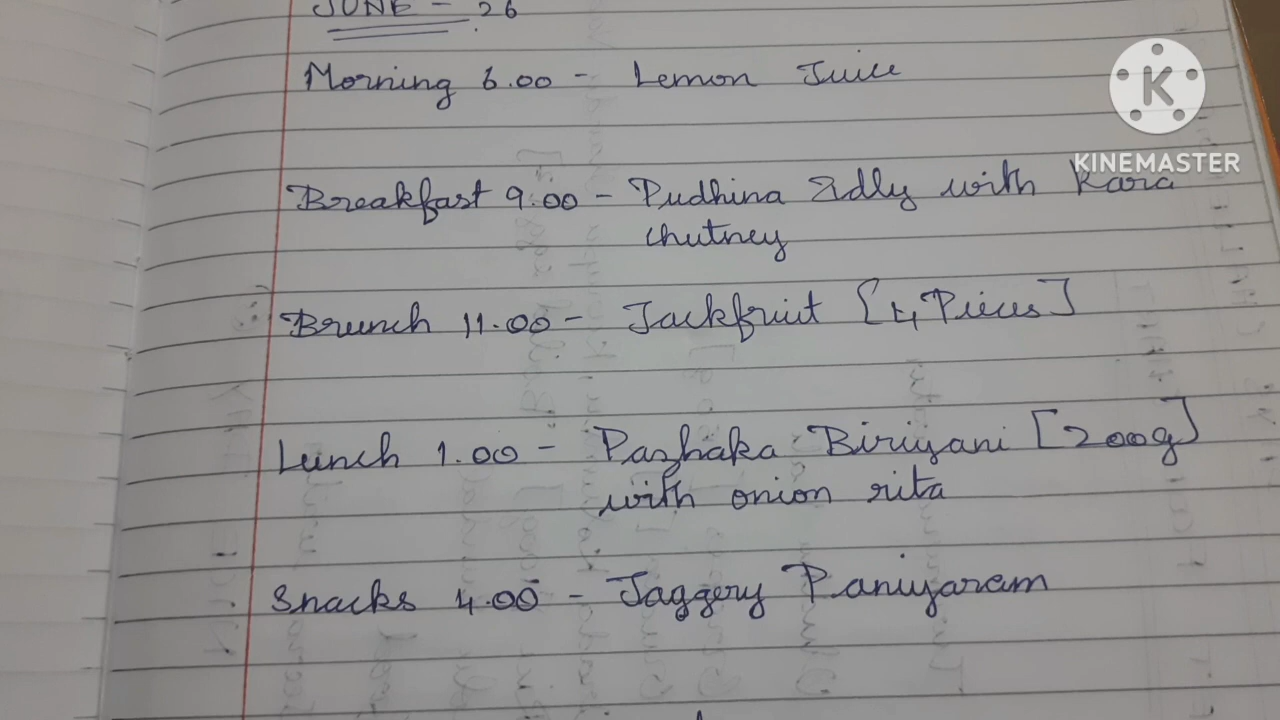 JUNE - 26
Morning 6.00 - Lemon Juice
KINEMASTER
Breakfast 9.00 - Pudhina Idly with Kara
chutney
Brunch 11.00 - Jackfruit [4 Pieces]
Lunch 1.00 - Pazhaka Biriyani [200g]
with onion rita
Snacks 4.00 - Jaggery Paniyaram